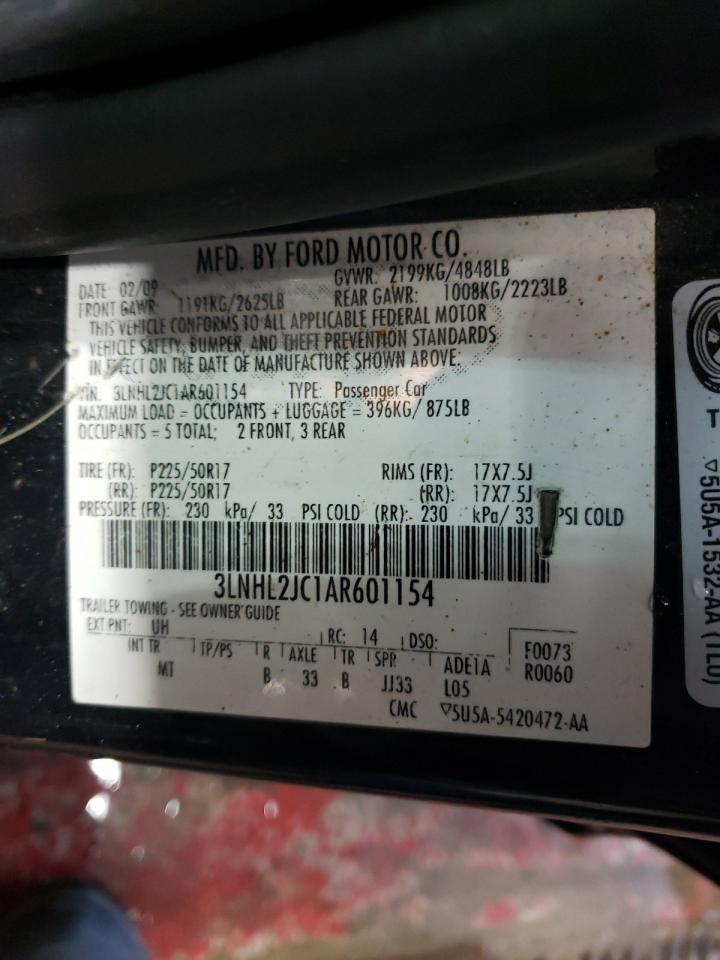 MFD. BY FORD MOTOR CO.
DATE: 02/09 GVWR: 2199KG/4848LB
FRONT GAWR: 1191KG/2625LB REAR GAWR: 1008KG/2223LB
THIS VEHICLE CONFORMS TO ALL APPLICABLE FEDERAL MOTOR
VEHICLE SAFETY, BUMPER, AND THEFT PREVENTION STANDARDS
IN EFFECT ON THE DATE OF MANUFACTURE SHOWN ABOVE:
VIN: 3LNHL2JC1AR601154 TYPE: Passenger Car
MAXIMUM LOAD = OCCUPANTS + LUGGAGE = 396KG/ 875LB
OCCUPANTS = 5 TOTAL; 2 FRONT, 3 REAR
TIRE (FR): P225/50R17 RIMS (FR): 17X7.5J
(RR): P225/50R17 (RR): 17X7.5J
PRESSURE (FR): 230 kPa/ 33 PSI COLD (RR): 230 kPa/ 33 PSI COLD
3LNHL2JC1AR601154
TRAILER TOWING - SEE OWNER GUIDE
EXT PNT: UH RC: 14 DSO: F0073
INT TR TP/PS R AXLE TR SPR ADE1A R0060
MT B 33 B JJ33 L05
CMC ▽5U5A-5420472-AA
T
▽5U5A-1532-AA (TLU)